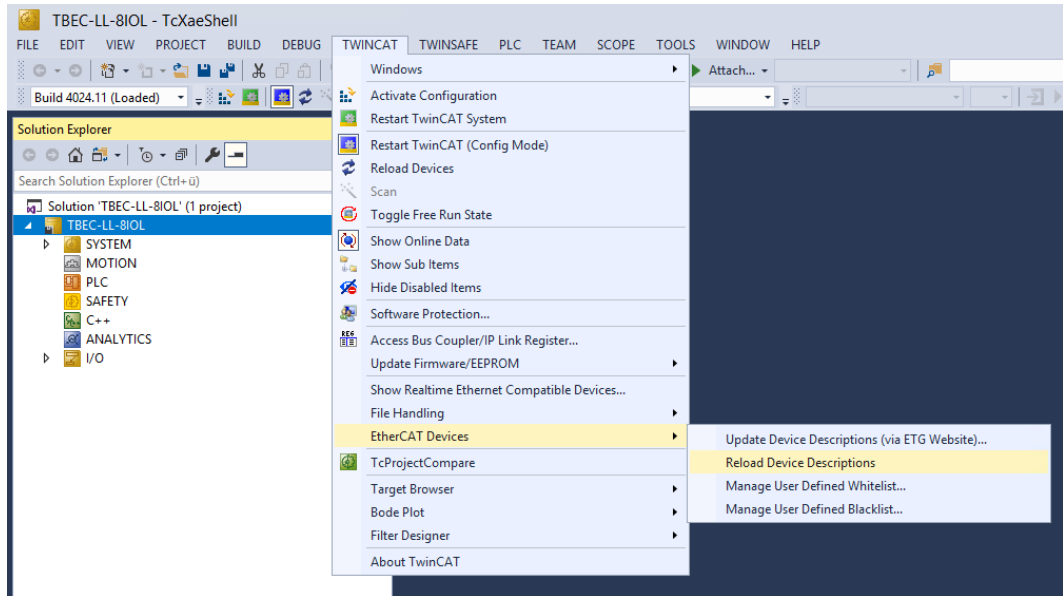 TBEC-LL-8IOL - TcXaeShell
FILE EDIT VIEW PROJECT BUILD DEBUG TWINCAT TWINSAFE PLC TEAM SCOPE TOOLS WINDOW HELP
Attach...
Build 4024.11 (Loaded)
Solution Explorer
Search Solution Explorer (Ctrl+ü)
Solution 'TBEC-LL-8IOL' (1 project)
TBEC-LL-8IOL
SYSTEM
MOTION
PLC
SAFETY
C++
ANALYTICS
I/O
Windows
Activate Configuration
Restart TwinCAT System
Restart TwinCAT (Config Mode)
Reload Devices
Scan
Toggle Free Run State
Show Online Data
Show Sub Items
Hide Disabled Items
Software Protection...
REG
Access Bus Coupler/IP Link Register...
Update Firmware/EEPROM
Show Realtime Ethernet Compatible Devices...
File Handling
EtherCAT Devices
TcProjectCompare
Target Browser
Bode Plot
Filter Designer
About TwinCAT
Update Device Descriptions (via ETG Website)...
Reload Device Descriptions
Manage User Defined Whitelist...
Manage User Defined Blacklist...